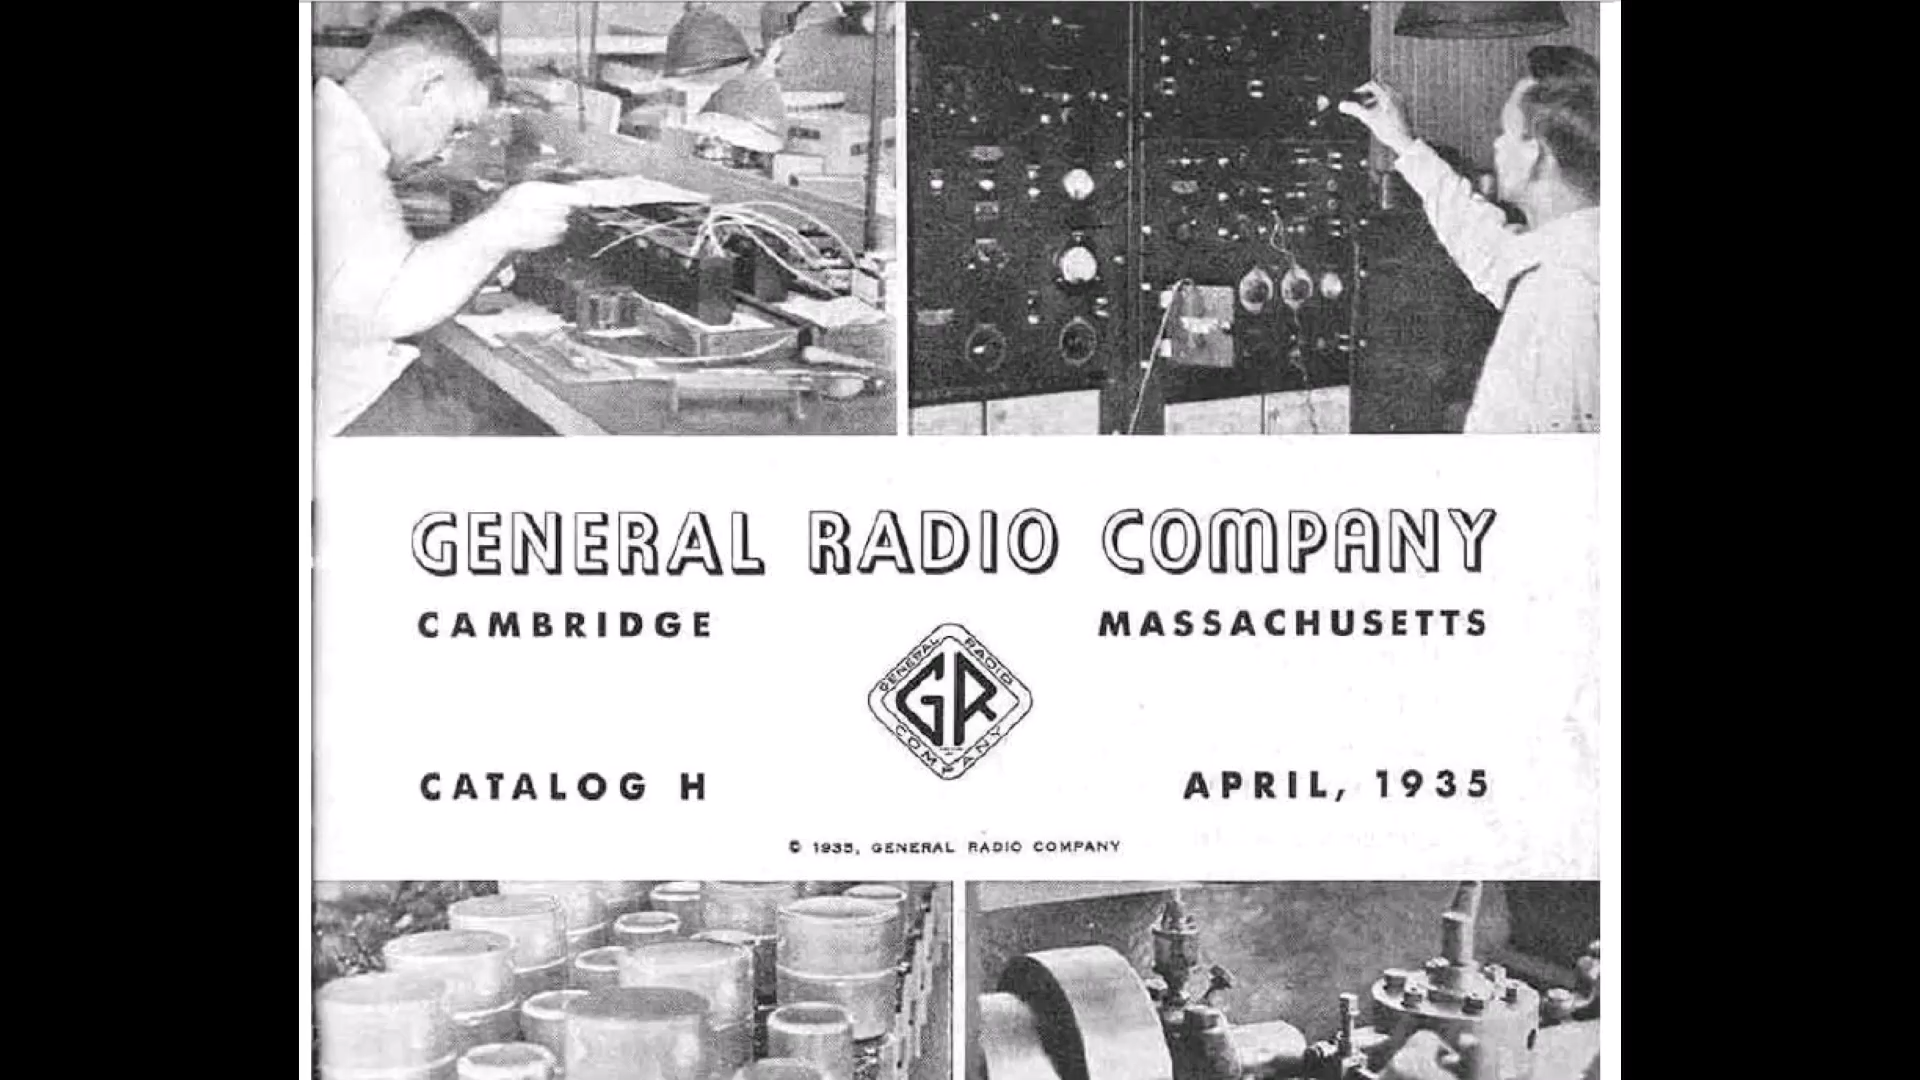 GENERAL RADIO COMPANY
CAMBRIDGE MASSACHUSETTS
GENERAL RADIO
GR
COMPANY
CATALOG H APRIL, 1935
© 1935, GENERAL RADIO COMPANY